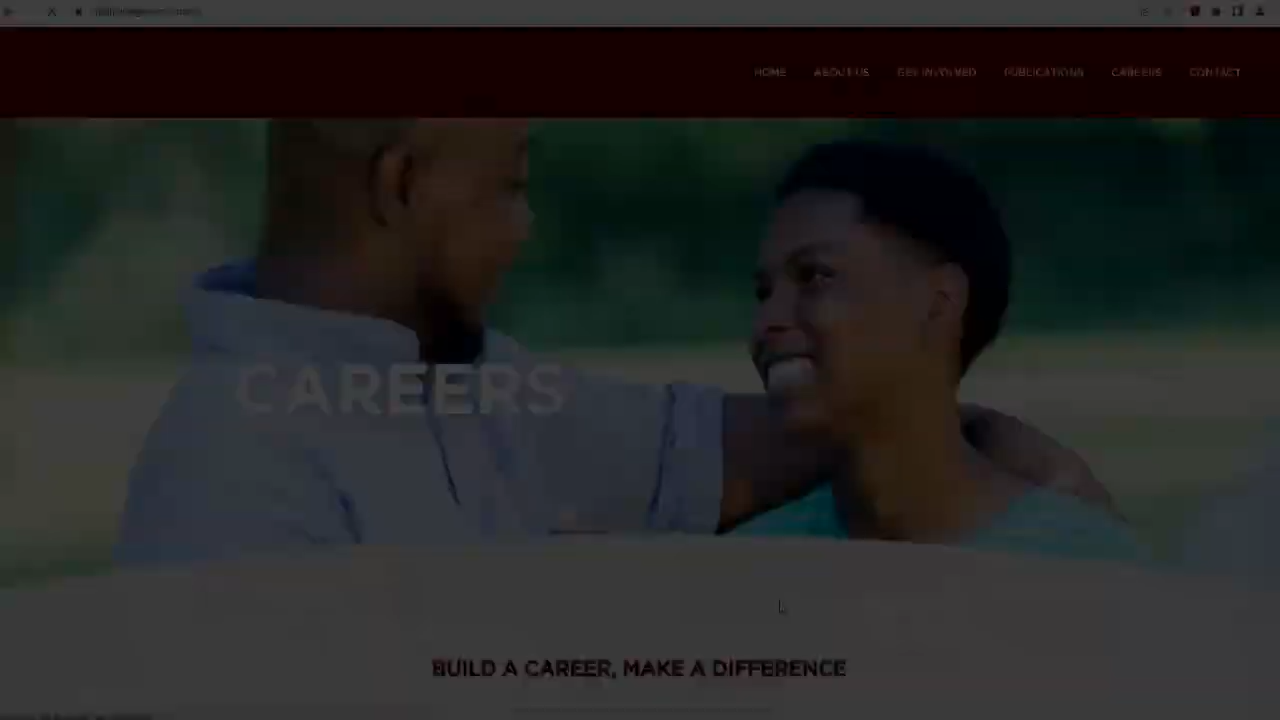 HOME ABOUT US GET INVOLVED PUBLICATIONS CAREERS CONTACT
CAREERS
BUILD A CAREER, MAKE A DIFFERENCE